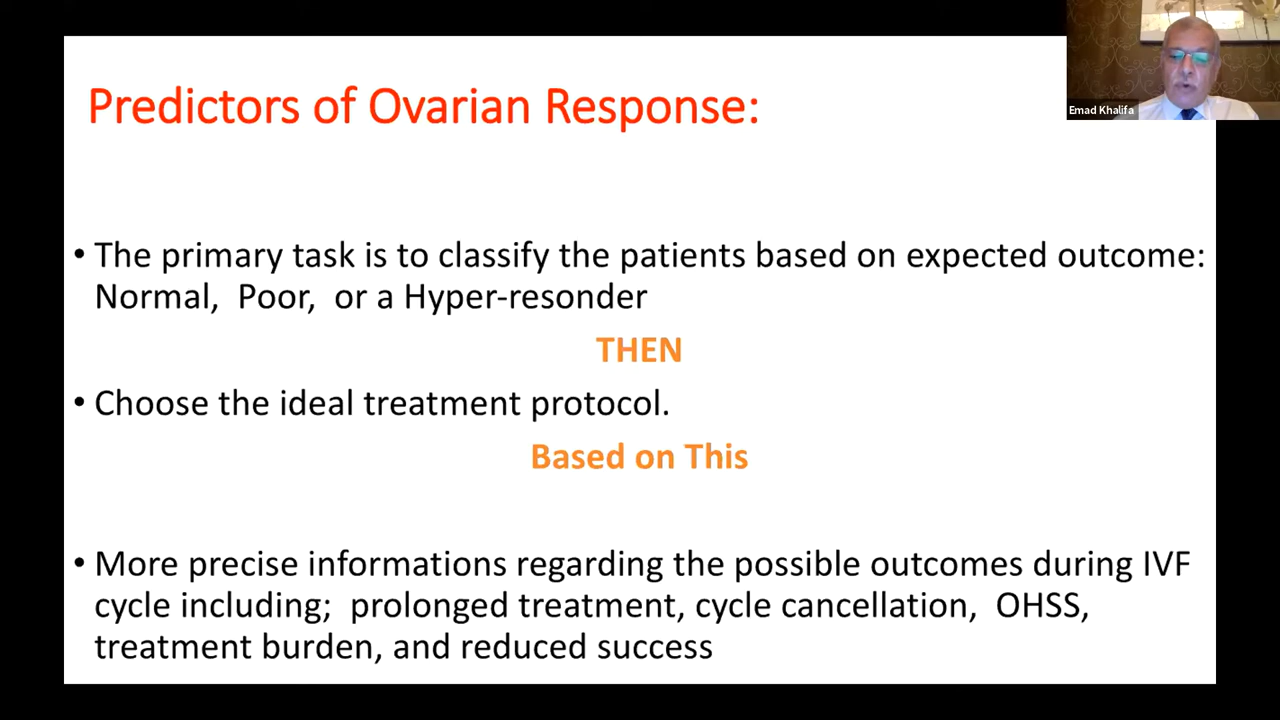 Emad Khalifa
Predictors of Ovarian Response:
• The primary task is to classify the patients based on expected outcome:
Normal,  Poor,  or a Hyper-resonder
THEN
• Choose the ideal treatment protocol.
Based on This
• More precise informations regarding the possible outcomes during IVF
cycle including;  prolonged treatment, cycle cancellation,  OHSS,
treatment burden, and reduced success